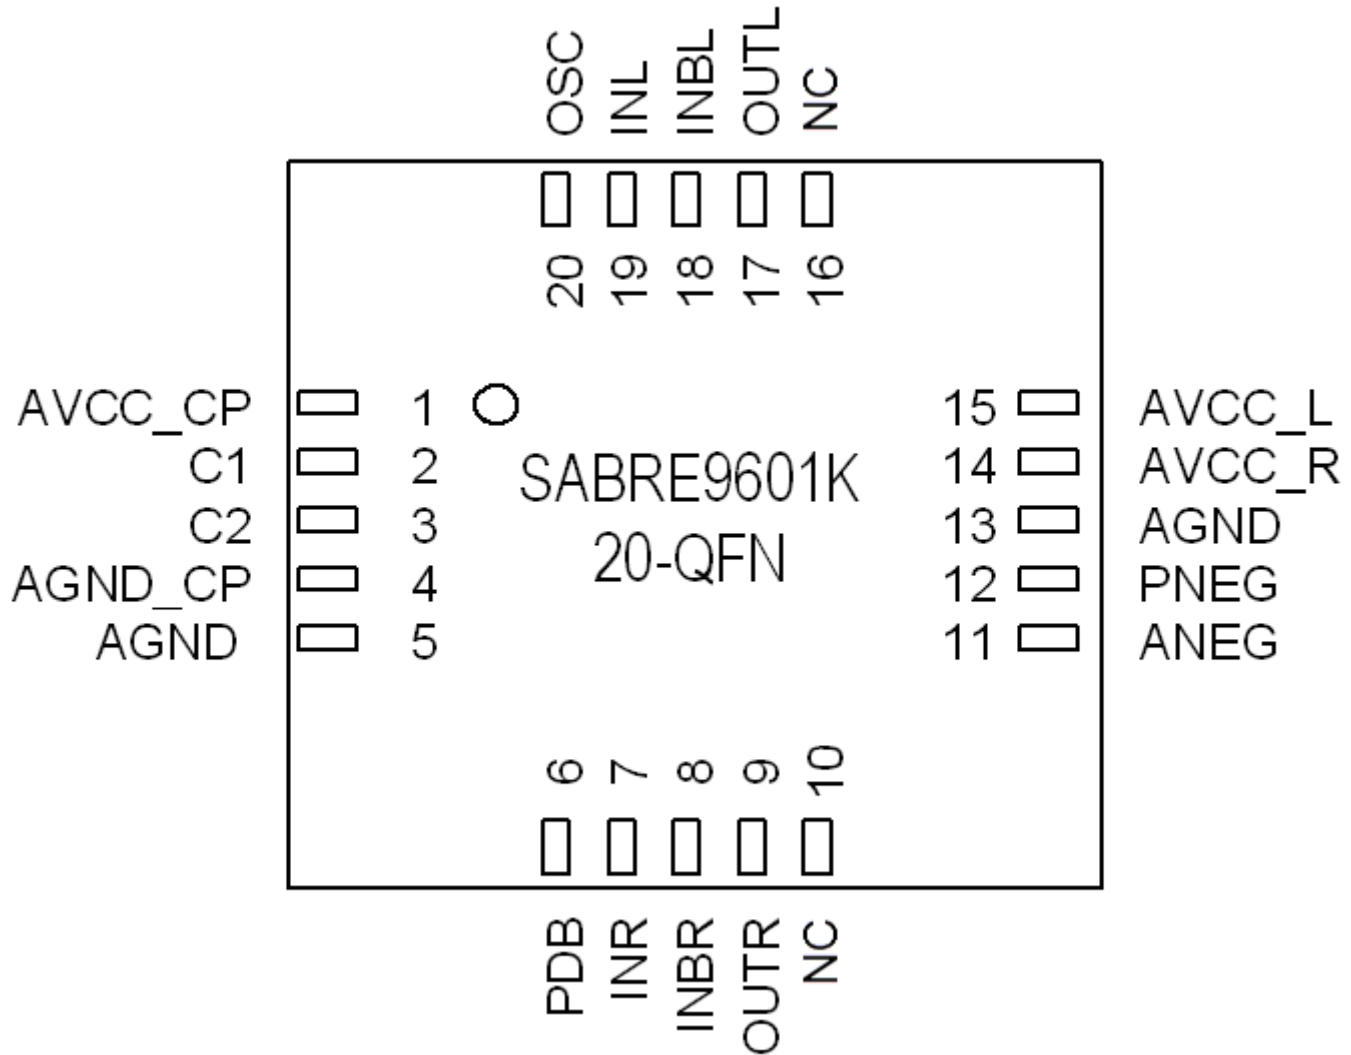 OSC INL INBL OUTL NC
20 19 18 17 16
AVCC_CP 1 15 AVCC_L
C1 2 14 AVCC_R
SABRE9601K
C2 3 13 AGND
20-QFN
AGND_CP 4 12 PNEG
AGND 5 11 ANEG
6 7 8 9 10
PDB INR INBR OUTR NC